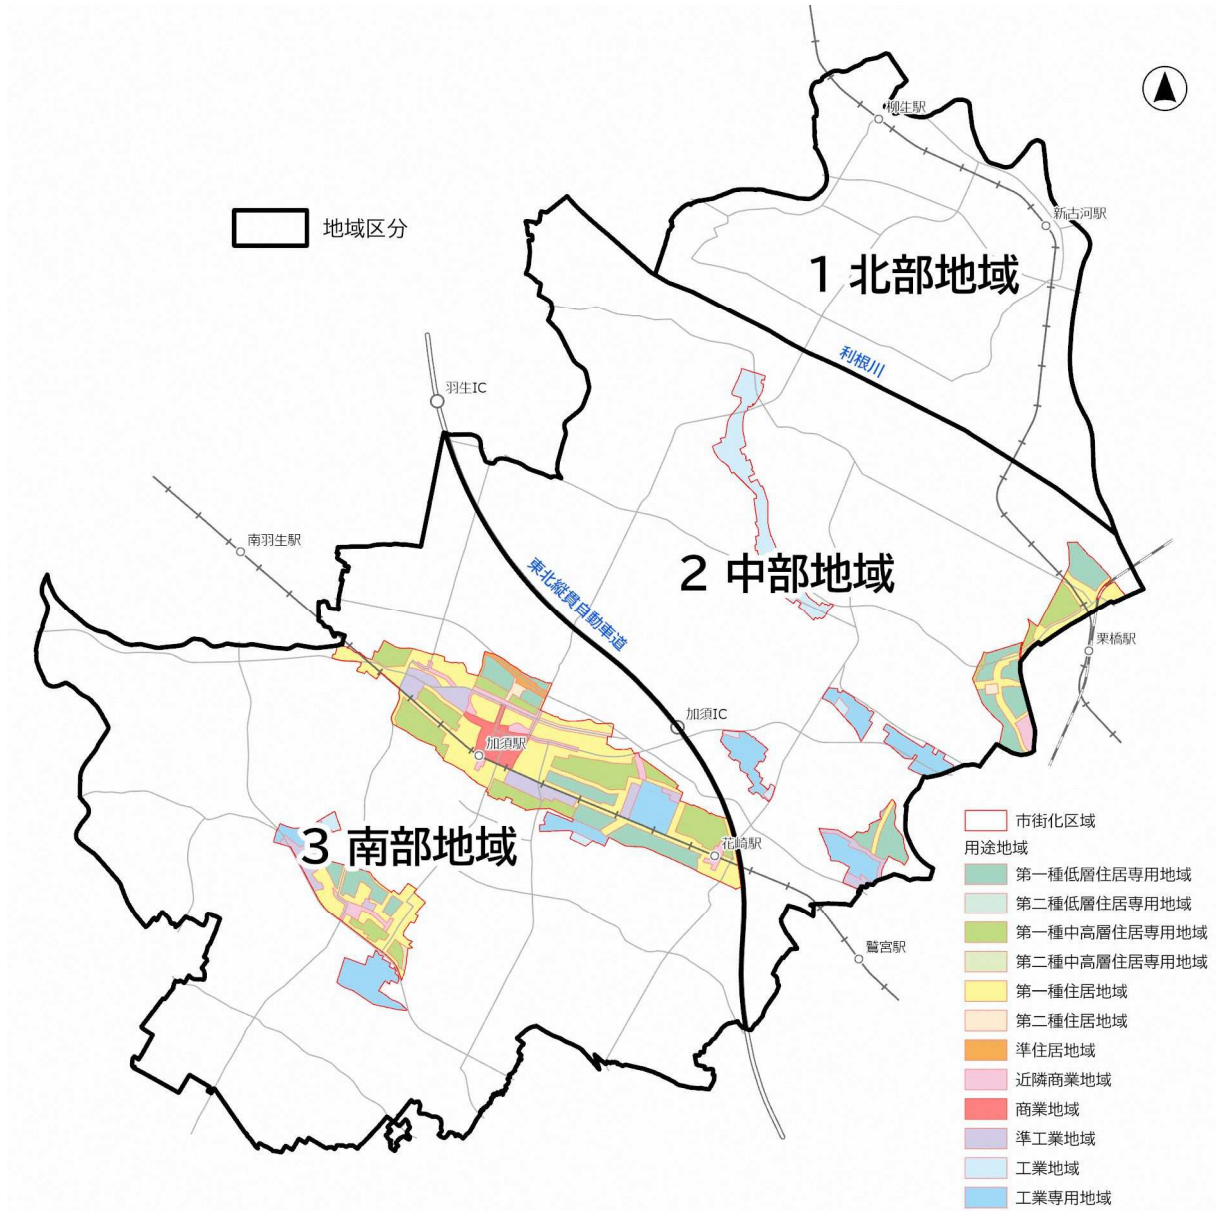 柳生駅
地域区分
新古河駅
1 北部地域
利根川
羽生IC
南羽生駅
2 中部地域
東北縦貫自動車道
栗橋駅
加須IC
加須駅
市街化区域
用途地域
3 南部地域
花崎駅
第一種低層住居専用地域
第二種低層住居専用地域
第一種中高層住居専用地域
鷲宮駅
第二種中高層住居専用地域
第一種住居地域
第二種住居地域
準住居地域
近隣商業地域
商業地域
準工業地域
工業地域
工業専用地域